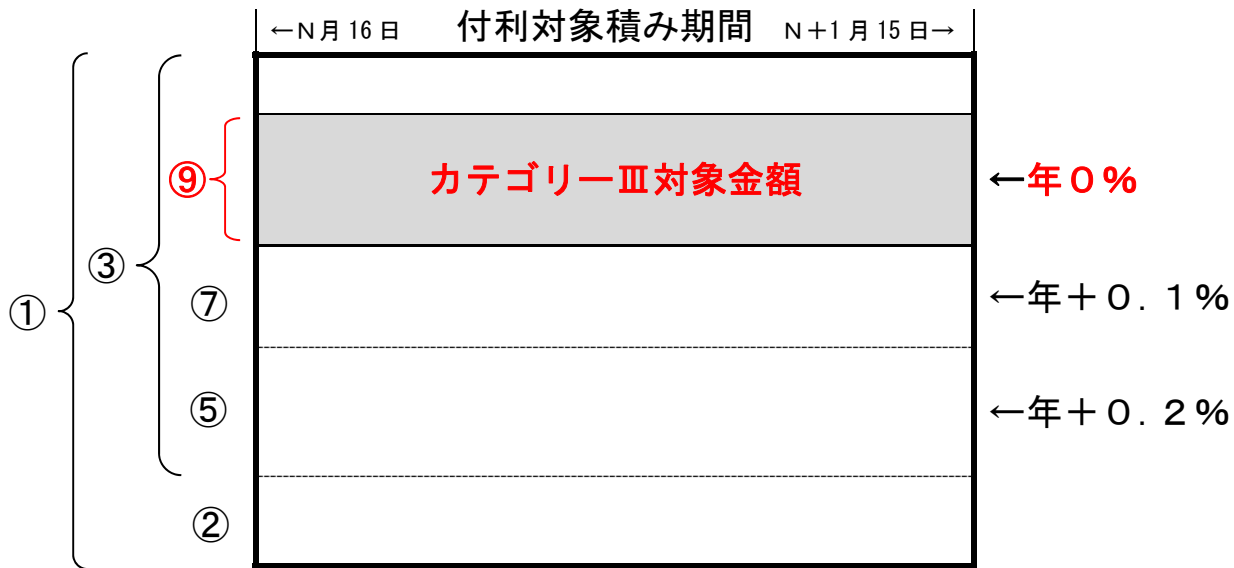 ←N月16日 付利対象積み期間 N+1月15日→
⑨ カテゴリーⅢ対象金額 ←年0%
③
⑦ ←年+0.1%
①
⑤ ←年+0.2%
②